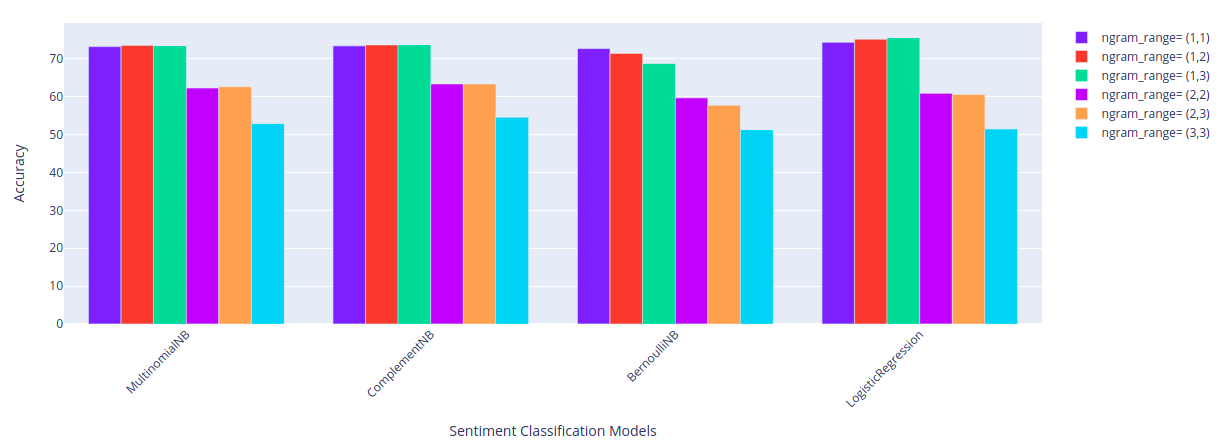 ngram_range= (1,1)
ngram_range= (1,2)
ngram_range= (1,3)
ngram_range= (2,2)
ngram_range= (2,3)
ngram_range= (3,3)
Accuracy
70
60
50
40
30
20
10
0
MultinomialNB
ComplementNB
BernoulliNB
LogisticRegression
Sentiment Classification Models